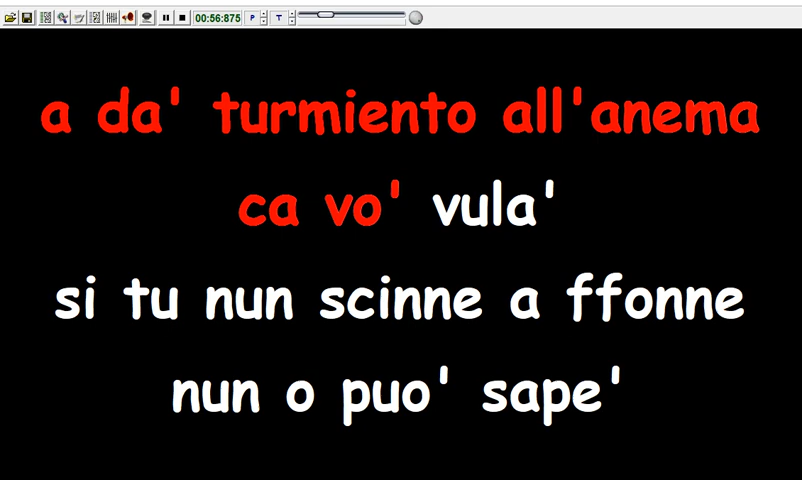 00:56:875 P T
a da' turmiento all'anema
ca vo' vula'
si tu nun scinne a ffonne
nun o puo' sape'